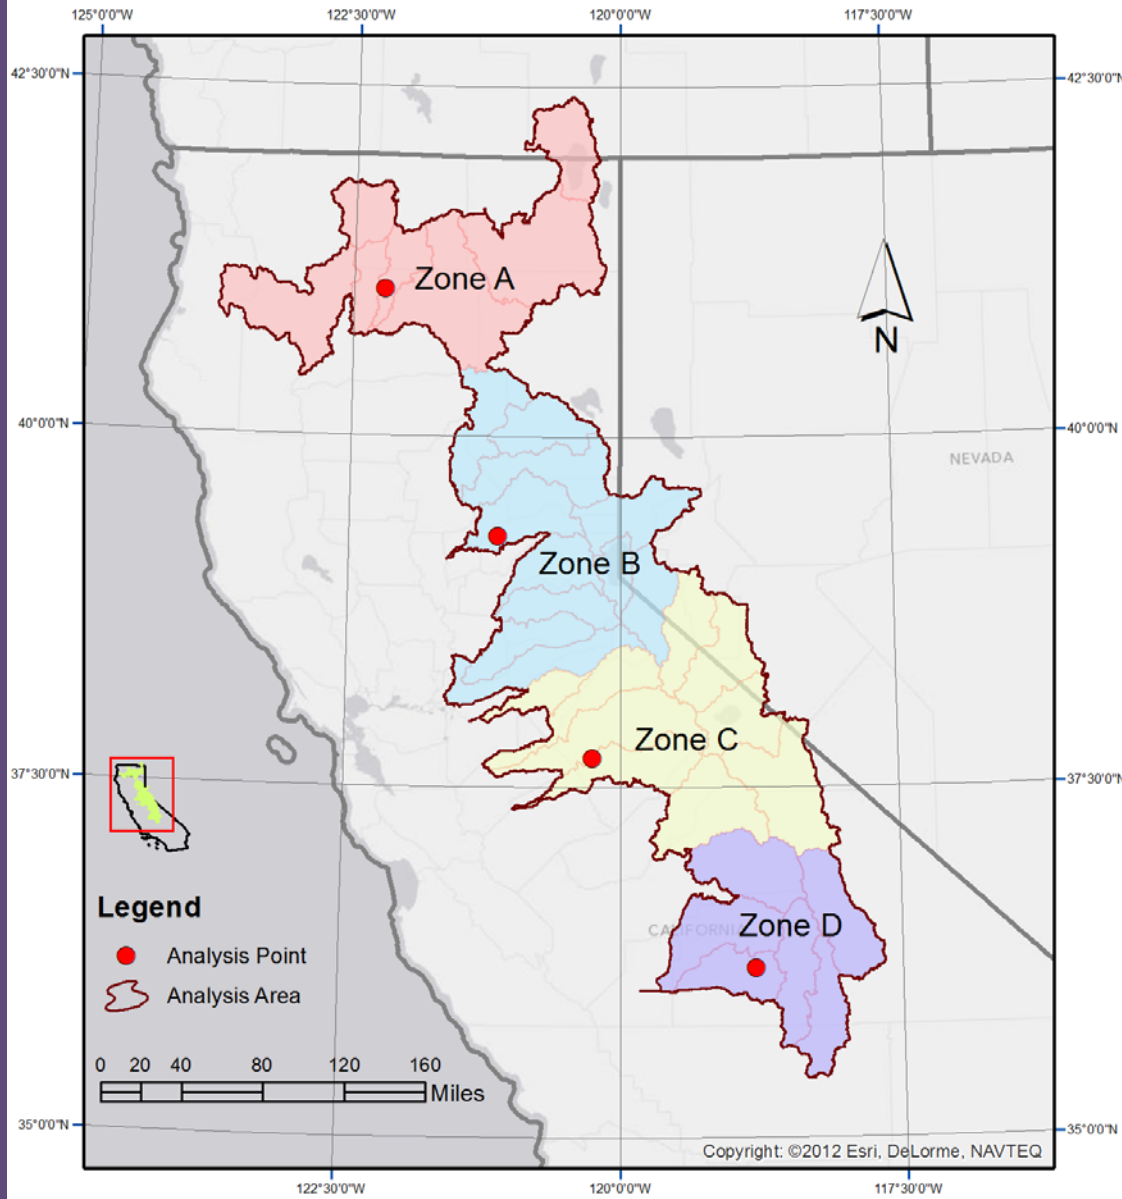 125°0'0"W 122°30'0"W 120°0'0"W 117°30'0"W
42°30'0"N 42°30'0"N
Zone A
N
40°0'0"N 40°0'0"N
NEVADA
Zone B
Zone C
37°30'0"N 37°30'0"N
Legend
Analysis Point
Analysis Area
CALIFORNIA
Zone D
0 20 40 80 120 160
Miles
35°0'0"N 35°0'0"N
Copyright: ©2012 Esri, DeLorme, NAVTEQ
122°30'0"W 120°0'0"W 117°30'0"W